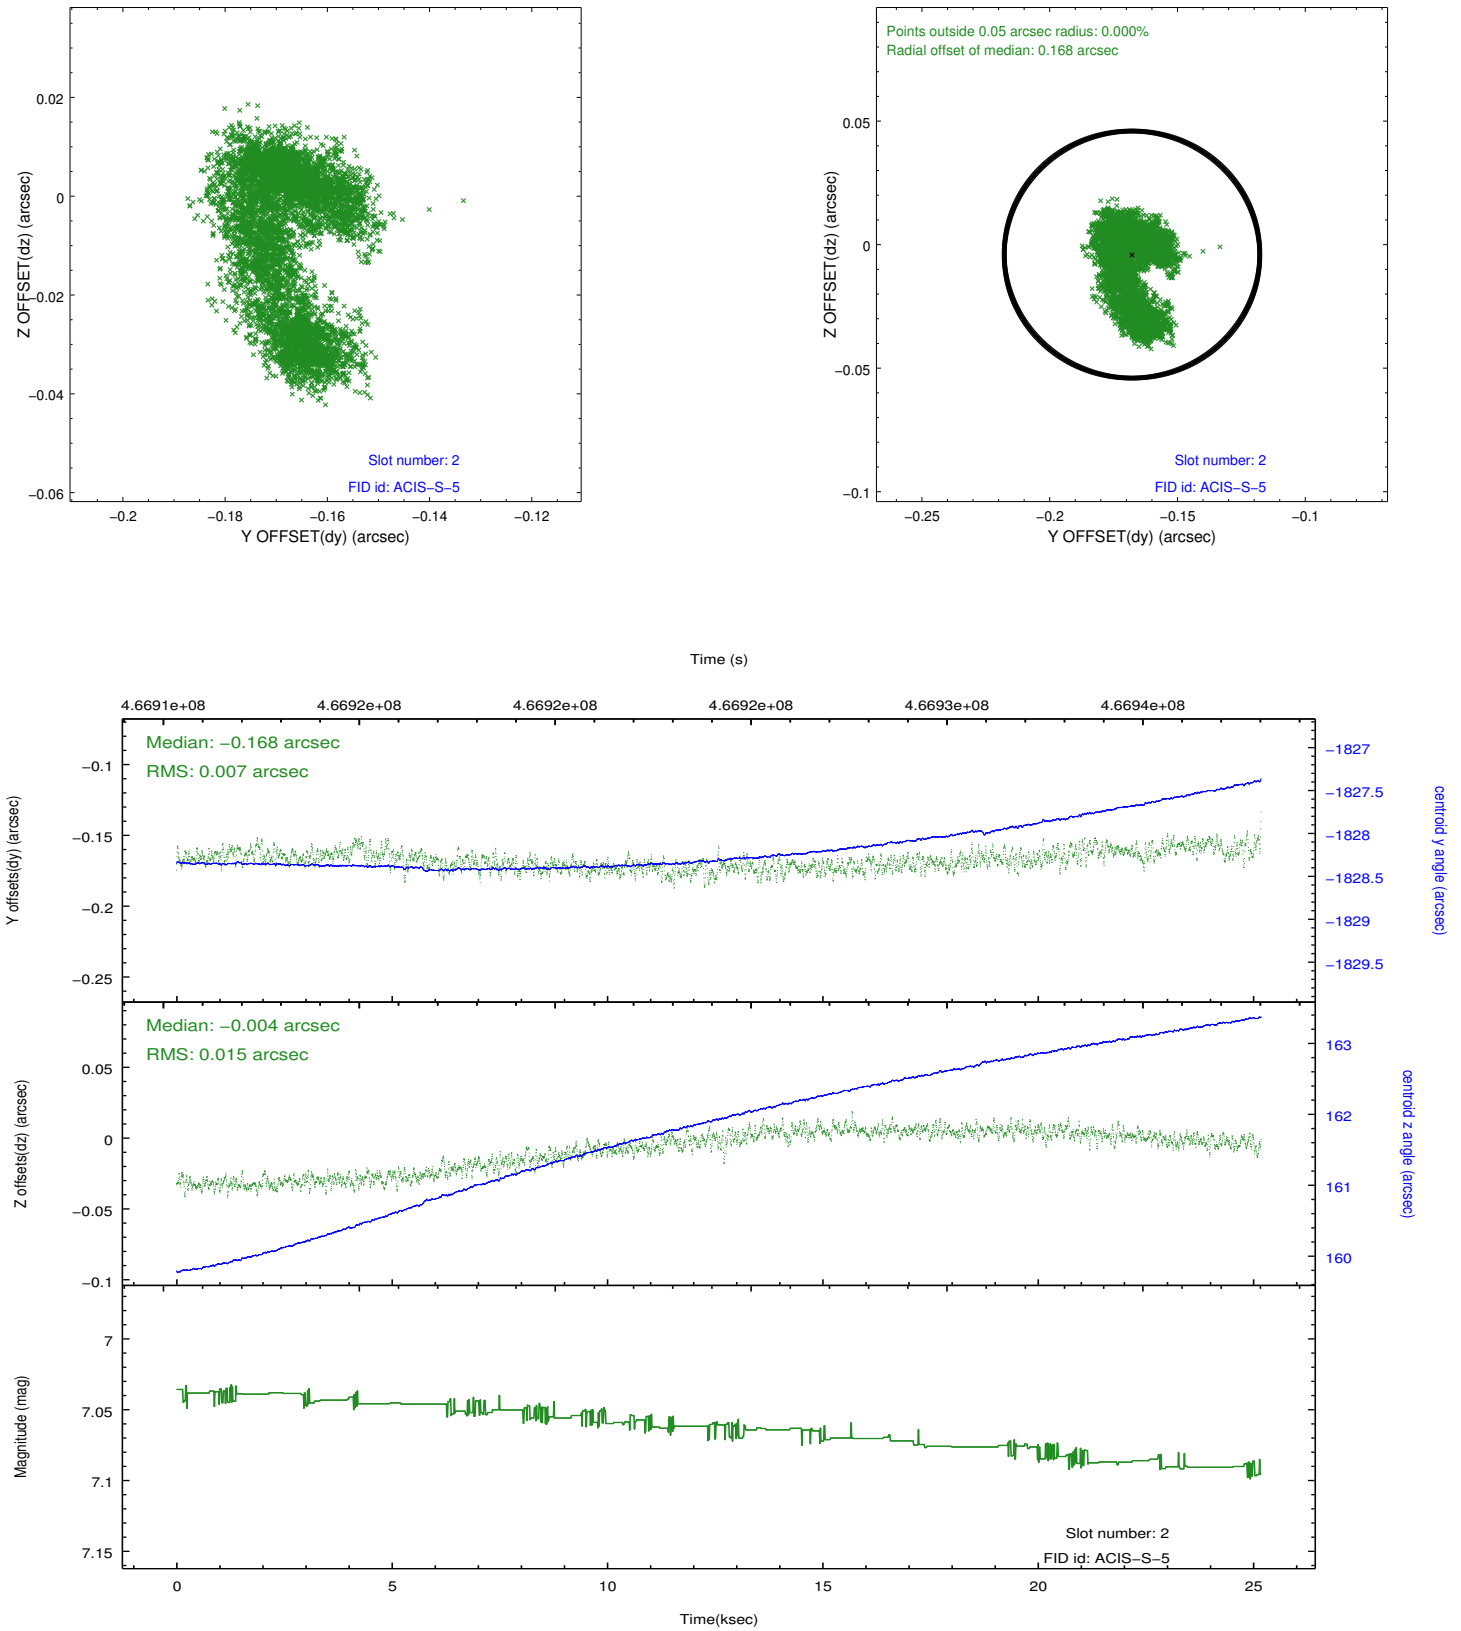 0.02
0
−0.02
−0.04
−0.06
Z OFFSET(dz) (arcsec)
Slot number: 2
FID id: ACIS−S−5
−0.2 −0.18 −0.16 −0.14 −0.12
Y OFFSET(dy) (arcsec)
Points outside 0.05 arcsec radius: 0.000%
Radial offset of median: 0.168 arcsec
0.05
0
−0.05
−0.1
Z OFFSET(dz) (arcsec)
Slot number: 2
FID id: ACIS−S−5
−0.25 −0.2 −0.15 −0.1
Y OFFSET(dy) (arcsec)
Time (s)
4.6691e+08 4.6692e+08 4.6692e+08 4.6692e+08 4.6693e+08 4.6694e+08
Median: −0.168 arcsec
RMS: 0.007 arcsec
−0.1
−0.15
−0.2
−0.25
Y offsets(dy) (arcsec)
−1827
−1827.5
−1828
−1828.5
−1829
−1829.5
centroid y angle (arcsec)
Median: −0.004 arcsec
RMS: 0.015 arcsec
0.05
0
−0.05
−0.1
Z offsets(dz) (arcsec)
163
162
161
160
centroid z angle (arcsec)
7
7.05
7.1
7.15
Magnitude (mag)
Slot number: 2
FID id: ACIS−S−5
0 5 10 15 20 25
Time(ksec)